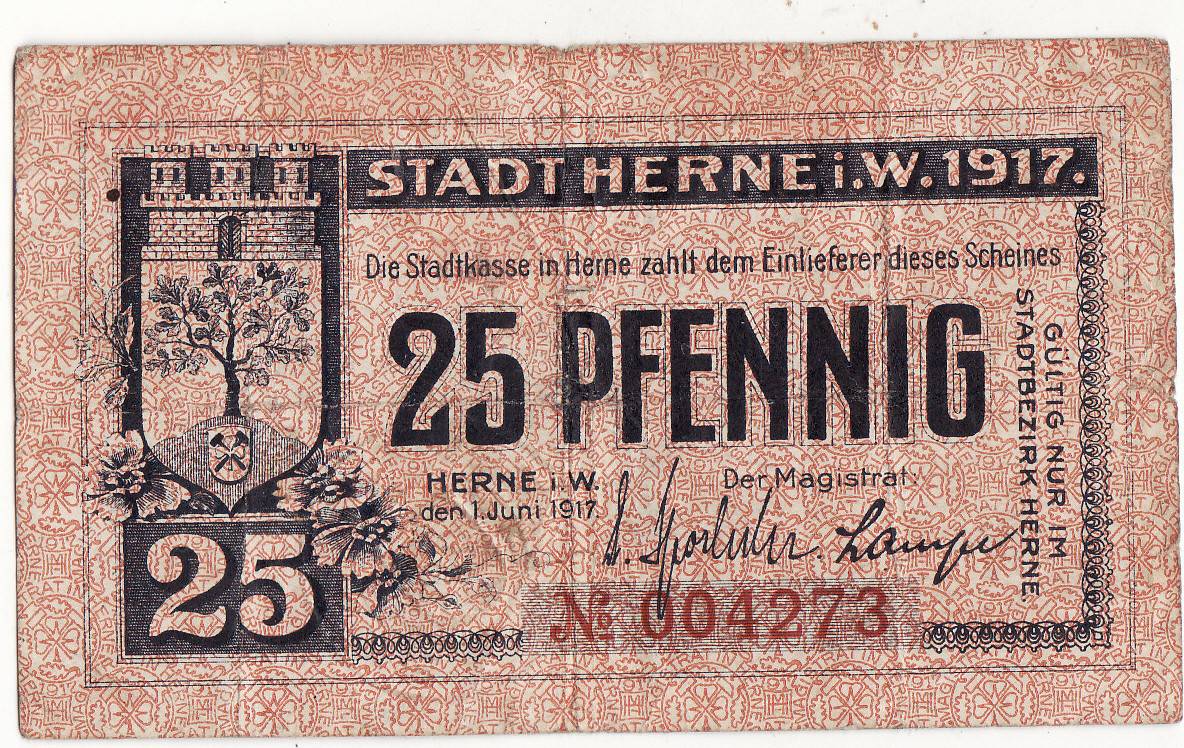 STADT HERNE i.W. 1917.
Die Stadtkasse in Herne zahlt dem Einlieferer dieses Scheines
25 PFENNIG
HERNE i.W.
den 1. Juni 1917.
Der Magistrat:
№ 004273
25
GÜLTIG NUR IM
STADTBEZIRK HERNE